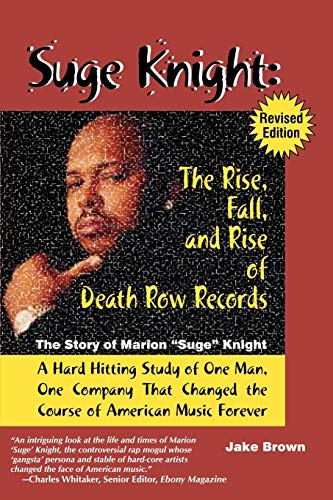 Suge Knight:
Revised
Edition
The Rise,
Fall,
and Rise
of
Death Row Records
The Story of Marion "Suge" Knight
A Hard Hitting Study of One Man,
One Company That Changed the
Course of American Music Forever
"An intriguing look at the life and times of Marion
'Suge' Knight, the controversial rap mogul whose
'gangsta' persona and stable of hard-core artists
changed the face of American music."
—Charles Whitaker, Senior Editor, Ebony Magazine
Jake Brown